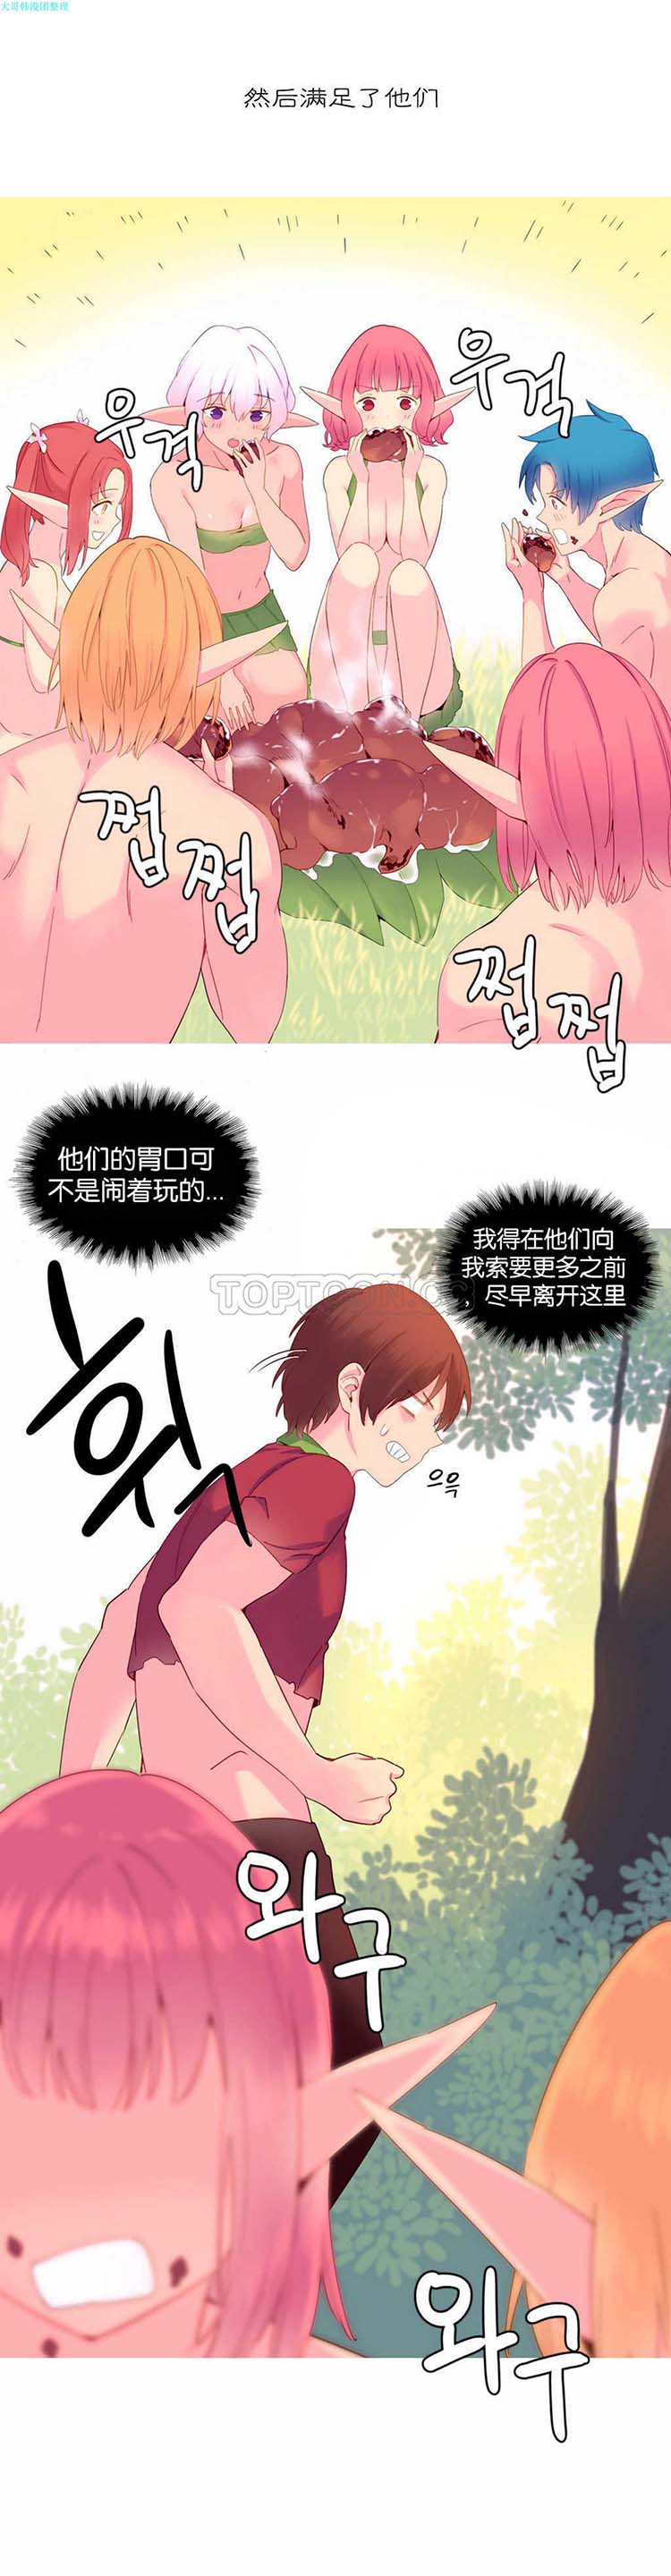 大哥韩漫团整理
然后满足了他们
우걱
우걱
쩝쩝
쩝쩝
他们的胃口可
不是闹着玩的...
我得在他们向
我索要更多之前
，尽早离开这里
TOPTOON.CC
휙
으윽
와구
와구